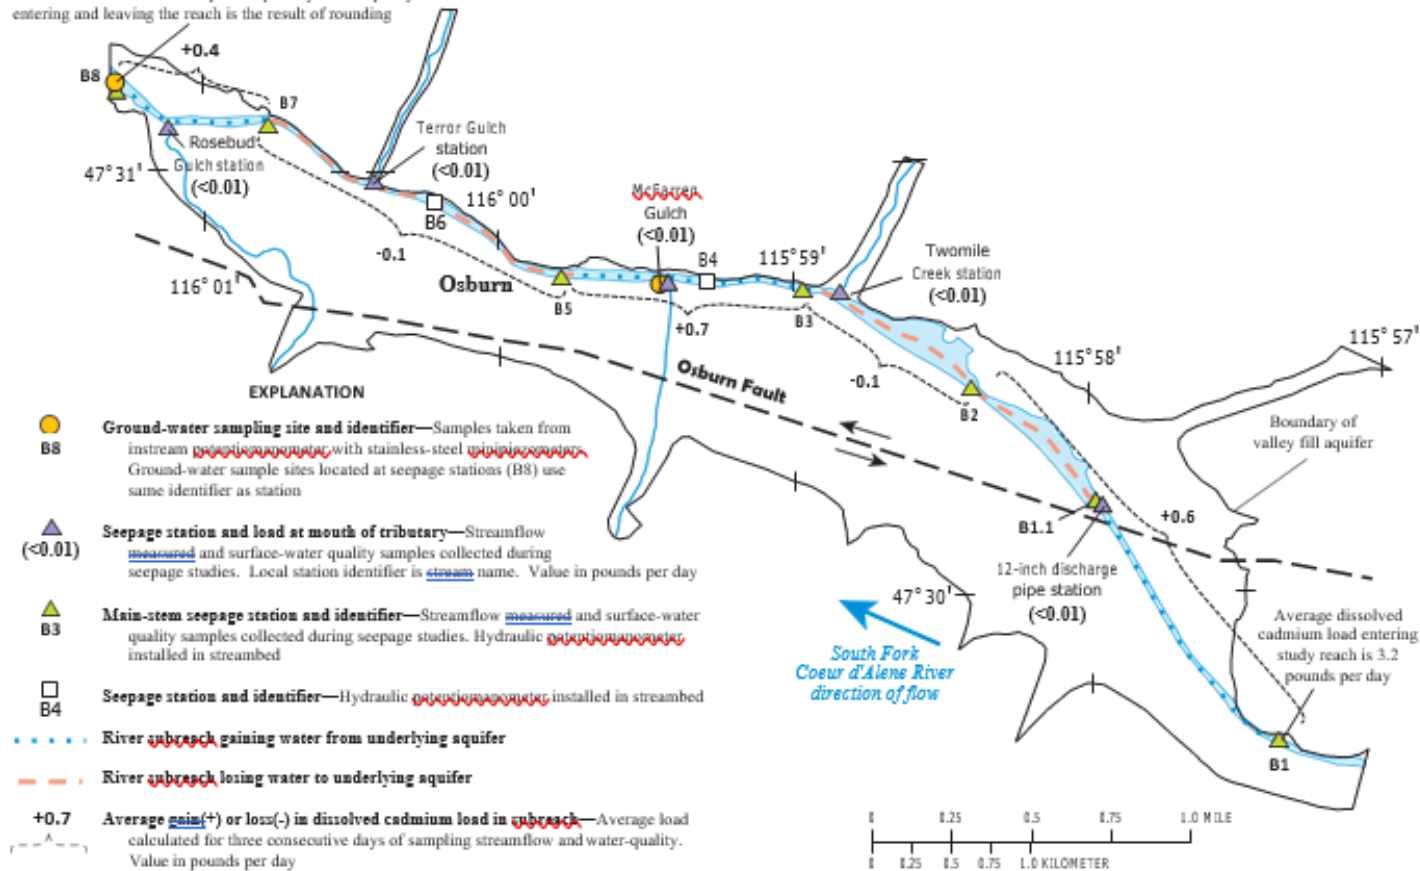 entering and leaving the reach is the result of rounding
+0.4
B8
B7
Rosebud
Gulch station
(<0.01)
47°31'
116°01'
Terror Gulch
station
(<0.01)
B6
116°00'
-0.1
Osburn
B5
McFarren
Gulch
(<0.01)
B4
+0.7
115°59'
B3
Twomile
Creek station
(<0.01)
-0.1
B2
115°58'
115°57'
Osburn Fault
Boundary of
valley fill aquifer
B1.1
+0.6
12-inch discharge
pipe station
(<0.01)
47°30'
South Fork
Coeur d'Alene River
direction of flow
Average dissolved
cadmium load entering
study reach is 3.2
pounds per day
B1
EXPLANATION
B8
Ground-water sampling site and identifier—Samples taken from
instream potentiomanometer with stainless-steel minipiezometers.
Ground-water sample sites located at seepage stations (B8) use
same identifier as station
(<0.01)
Seepage station and load at mouth of tributary—Streamflow
measured and surface-water quality samples collected during
seepage studies. Local station identifier is stream name. Value in pounds per day
B3
Main-stem seepage station and identifier—Streamflow measured and surface-water
quality samples collected during seepage studies. Hydraulic potentiomanometer
installed in streambed
B4
Seepage station and identifier—Hydraulic potentiomanometer installed in streambed
River subreach gaining water from underlying aquifer
River subreach losing water to underlying aquifer
+0.7
Average gain(+) or loss(-) in dissolved cadmium load in subreach—Average load
calculated for three consecutive days of sampling streamflow and water-quality.
Value in pounds per day
0 0.25 0.5 0.75 1.0 MILE
0 0.25 0.5 0.75 1.0 KILOMETER